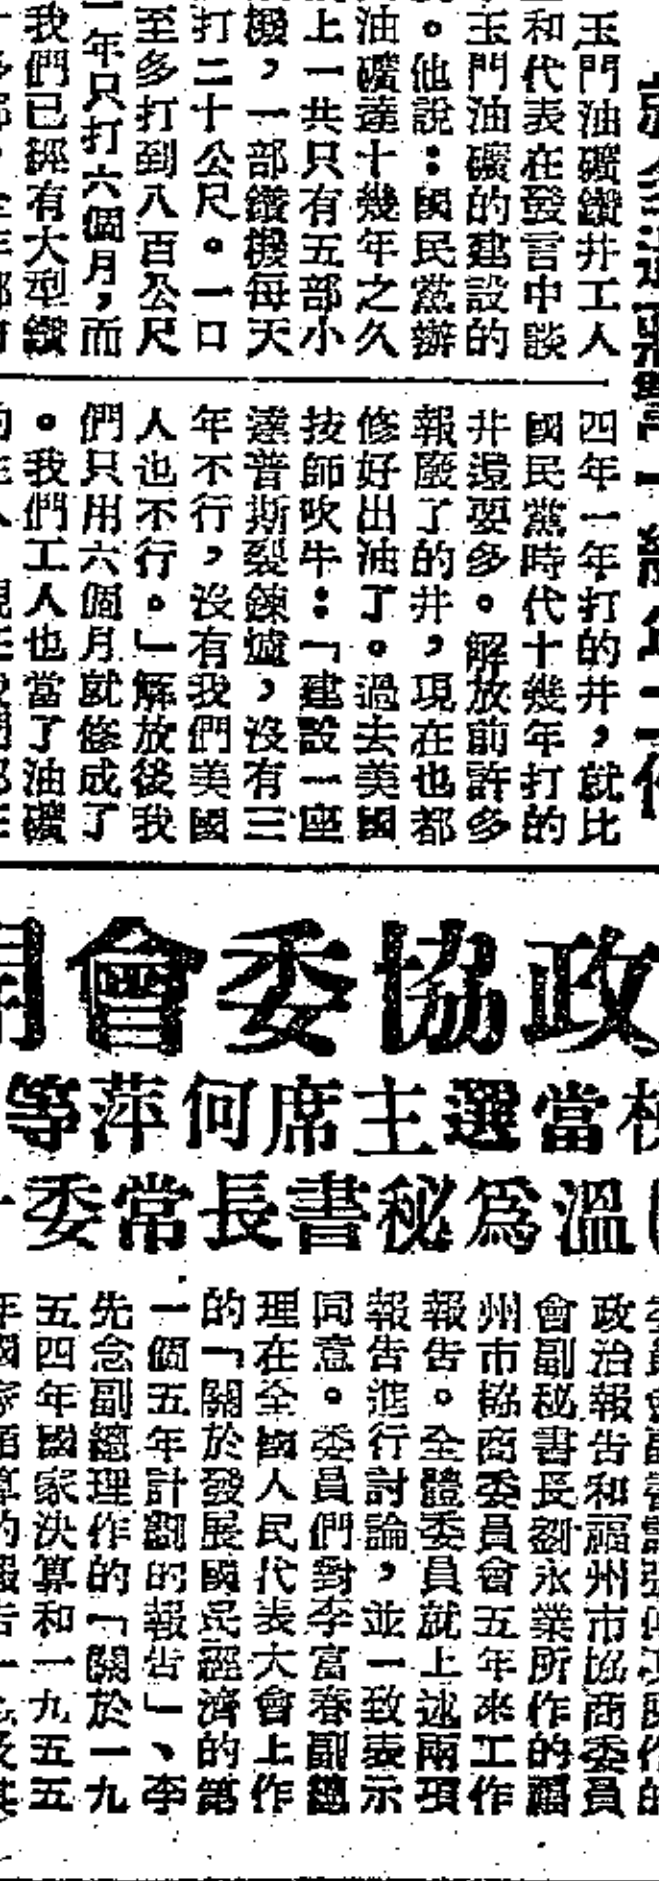 玉門油礦鑽井工人
和代表在發言中談
玉門油礦的建設的
。他說：國民黨辦
油礦達十幾年之久
上一共只有五部小
機，一部鑽機每天
打二十公尺。一口
至多打到八百公尺
一年只打六個月，而
我們已經有大型鑽
四年一年打的井，就比
國民黨時代十幾年打的
井還要多。解放前許多
報廢了的井，現在也都
修好出油了。過去美國
技師吹牛：「建設一座
達普斯裂鍊爐，沒有三
年不行，沒有我們美國
人也不行。」解放後我
們只用六個月就修成了
。我們工人也當了油礦
政協委會開
當選主席何萍等
溫為秘書長常委
政治報告和福州市協商委員
會副秘書長劉永業所作的福
州市協商委員會五年來工作
報告。全體委員就上述兩項
報告進行討論，並一致表示
同意。委員們對李富春副總
理在全國人民代表大會上作
的「關於發展國民經濟的第
一個五年計劃的報告」、李
先念副總理作的「關於一九
五四年國家決算和一九五五